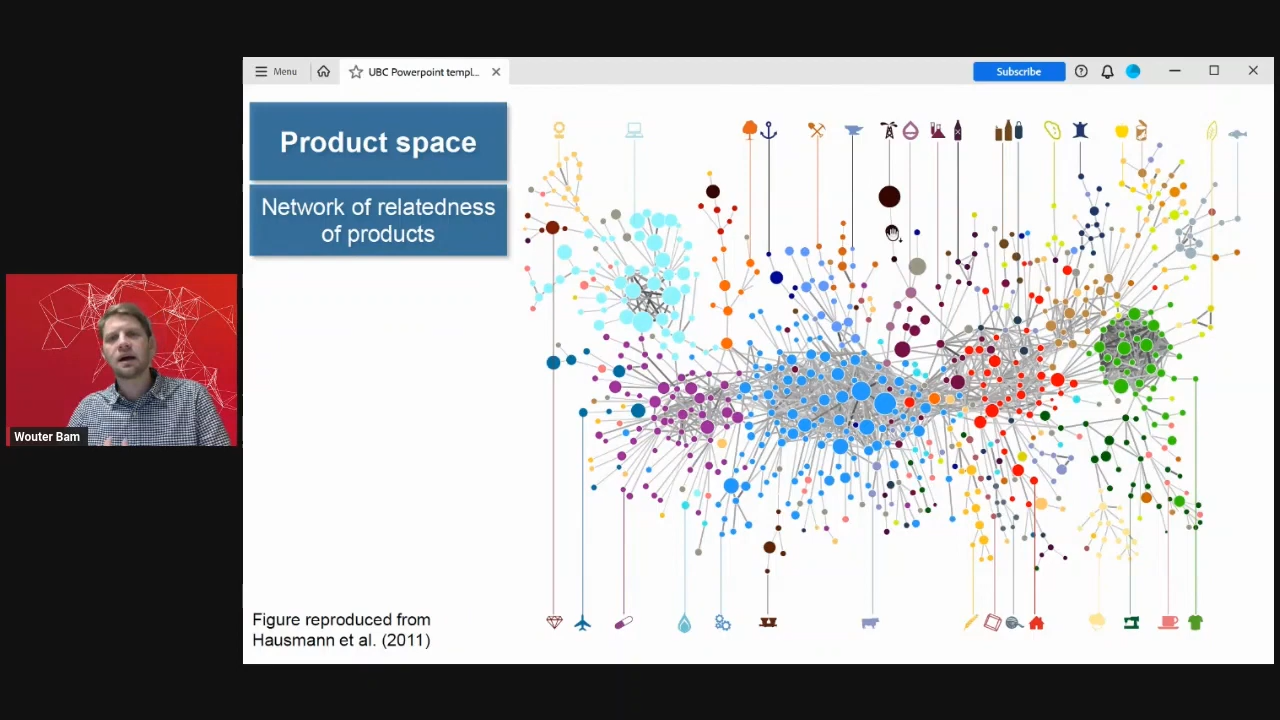 Menu
UBC Powerpoint templ...
Subscribe
Product space
Network of relatedness
of products
Wouter Bam
Figure reproduced from
Hausmann et al. (2011)